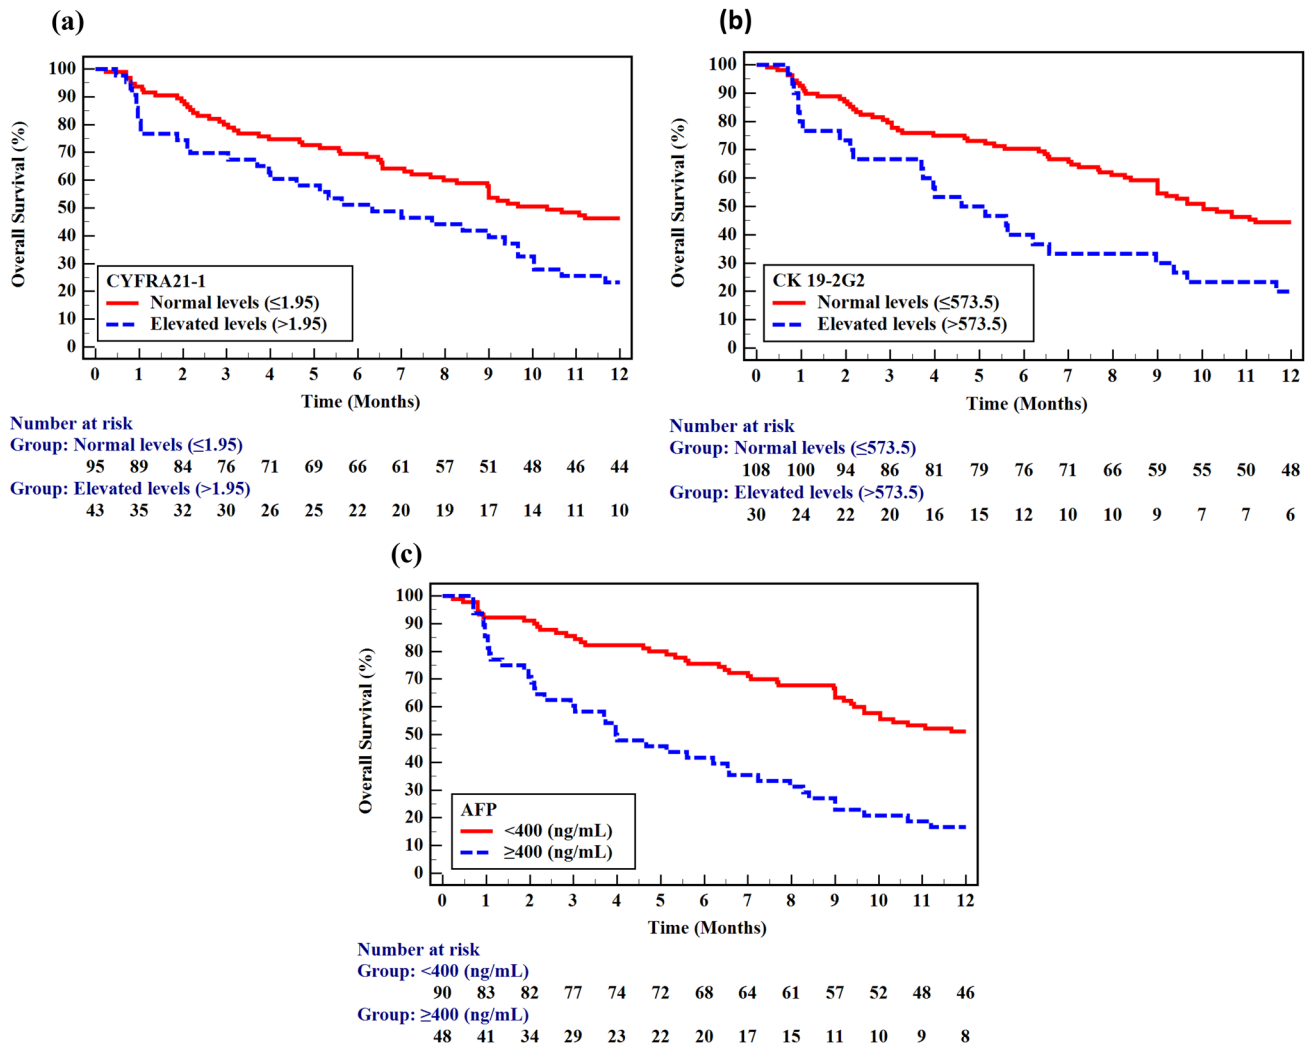 (a)
Overall Survival (%)
100
90
80
70
60
50
40
30
20
10
0
CYFRA21-1
Normal levels (≤1.95)
Elevated levels (>1.95)
0 1 2 3 4 5 6 7 8 9 10 11 12
Time (Months)
Number at risk
Group: Normal levels (≤1.95)
95 89 84 76 71 69 66 61 57 51 48 46 44
Group: Elevated levels (>1.95)
43 35 32 30 26 25 22 20 19 17 14 11 10
(b)
Overall Survival (%)
100
90
80
70
60
50
40
30
20
10
0
CK 19-2G2
Normal levels (≤573.5)
Elevated levels (>573.5)
0 1 2 3 4 5 6 7 8 9 10 11 12
Time (Months)
Number at risk
Group: Normal levels (≤573.5)
108 100 94 86 81 79 76 71 66 59 55 50 48
Group: Elevated levels (>573.5)
30 24 22 20 16 15 12 10 10 9 7 7 6
(c)
Overall Survival (%)
100
90
80
70
60
50
40
30
20
10
0
AFP
<400 (ng/mL)
≥400 (ng/mL)
0 1 2 3 4 5 6 7 8 9 10 11 12
Time (Months)
Number at risk
Group: <400 (ng/mL)
90 83 82 77 74 72 68 64 61 57 52 48 46
Group: ≥400 (ng/mL)
48 41 34 29 23 22 20 17 15 11 10 9 8